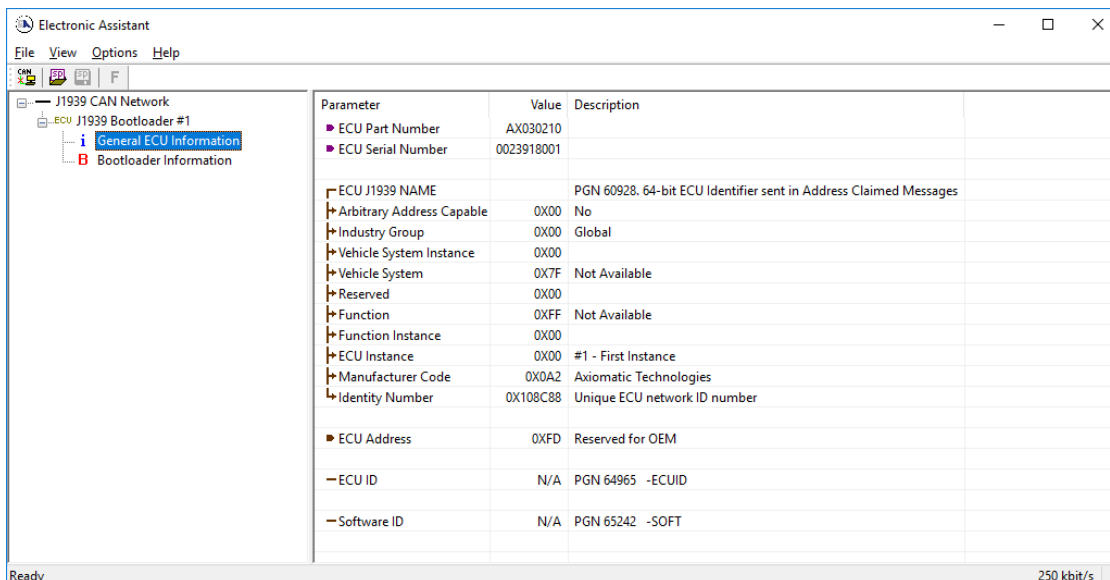 Electronic Assistant
File View Options Help
CAN SP SP F
J1939 CAN Network
ECU J1939 Bootloader #1
i General ECU Information
B Bootloader Information
Parameter Value Description
ECU Part Number AX030210
ECU Serial Number 0023918001
ECU J1939 NAME PGN 60928. 64-bit ECU Identifier sent in Address Claimed Messages
Arbitrary Address Capable 0X00 No
Industry Group 0X00 Global
Vehicle System Instance 0X00
Vehicle System 0X7F Not Available
Reserved 0X00
Function 0XFF Not Available
Function Instance 0X00
ECU Instance 0X00 #1 - First Instance
Manufacturer Code 0X0A2 Axiomatic Technologies
Identity Number 0X108C88 Unique ECU network ID number
ECU Address 0XFD Reserved for OEM
ECU ID N/A PGN 64965 -ECUID
Software ID N/A PGN 65242 -SOFT
Ready 250 kbit/s